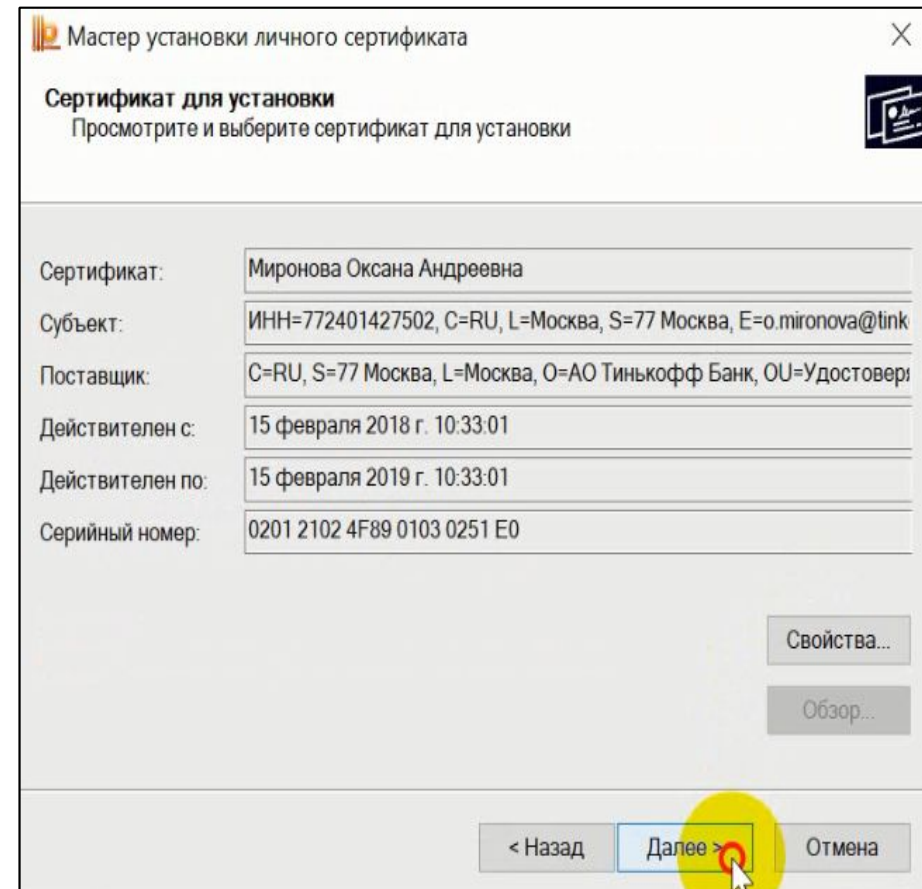 Мастер установки личного сертификата
Сертификат для установки
Просмотрите и выберите сертификат для установки
Сертификат: Миронова Оксана Андреевна
Субъект: ИНН=772401427502, C=RU, L=Москва, S=77 Москва, E=o.mironova@tink
Поставщик: C=RU, S=77 Москва, L=Москва, O=АО Тинькофф Банк, OU=Удостоверя
Действителен с: 15 февраля 2018 г. 10:33:01
Действителен по: 15 февраля 2019 г. 10:33:01
Серийный номер: 0201 2102 4F89 0103 0251 E0
Свойства...
Обзор...
< Назад Далее > Отмена